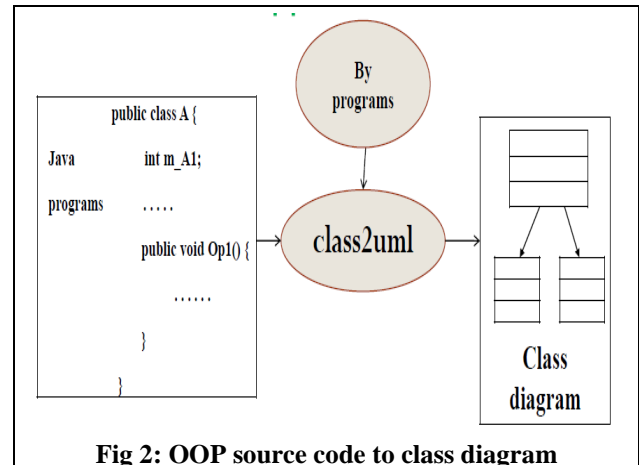 By
programs
public class A {
Java int m_A1;
programs . . . . .
public void Op1() {
. . . . . .
}
}
class2uml
Class
diagram
Fig 2: OOP source code to class diagram